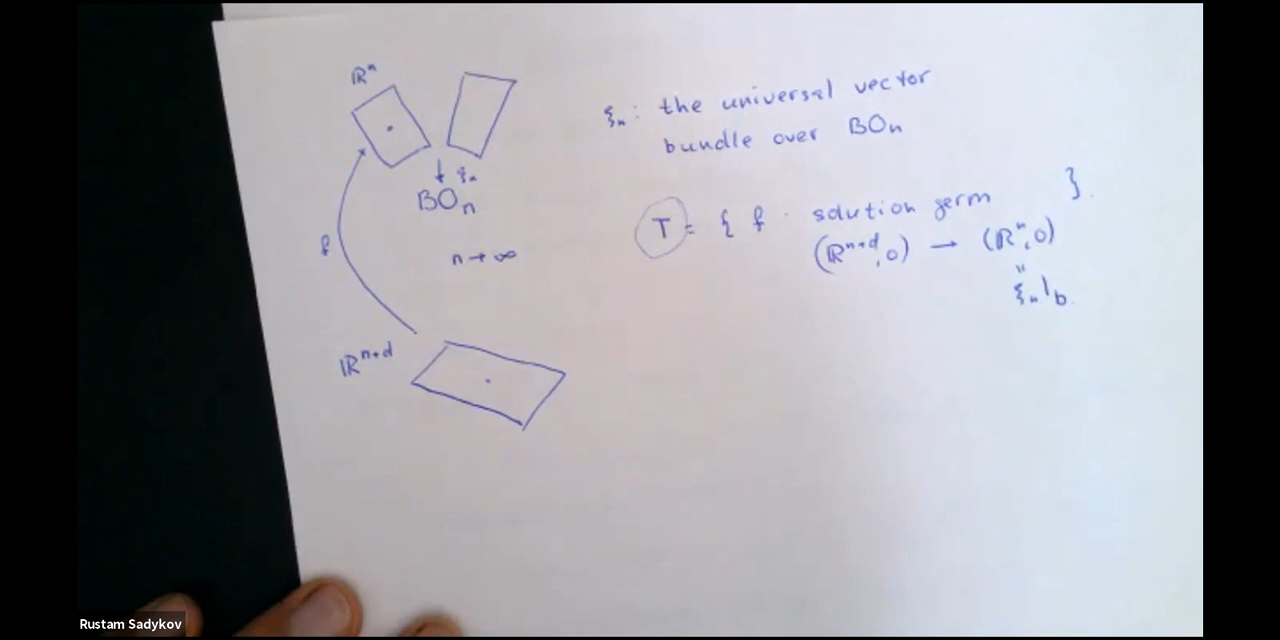 ℝⁿ
ξₙ: the universal vector
bundle over BOₙ
↓ ξₙ
BOₙ
T = { f : solution germ }.
(ℝⁿ⁺ᵈ, 0) → (ℝⁿ, 0)
"
ξₙ|b.
f
n → ∞
ℝⁿ⁺ᵈ
Rustam Sadykov